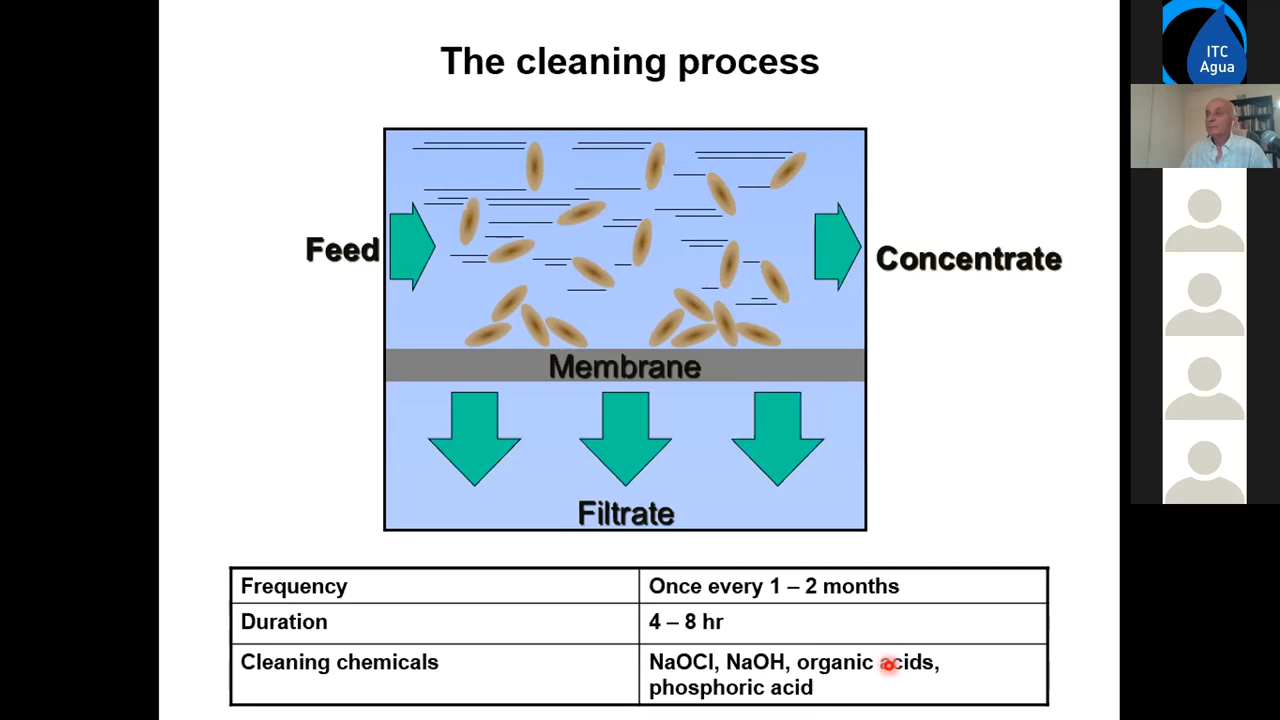 The cleaning process
ITC
Agua
Feed
Concentrate
Membrane
Filtrate
Frequency
Once every 1 – 2 months
Duration
4 – 8 hr
Cleaning chemicals
NaOCl, NaOH, organic acids,
phosphoric acid